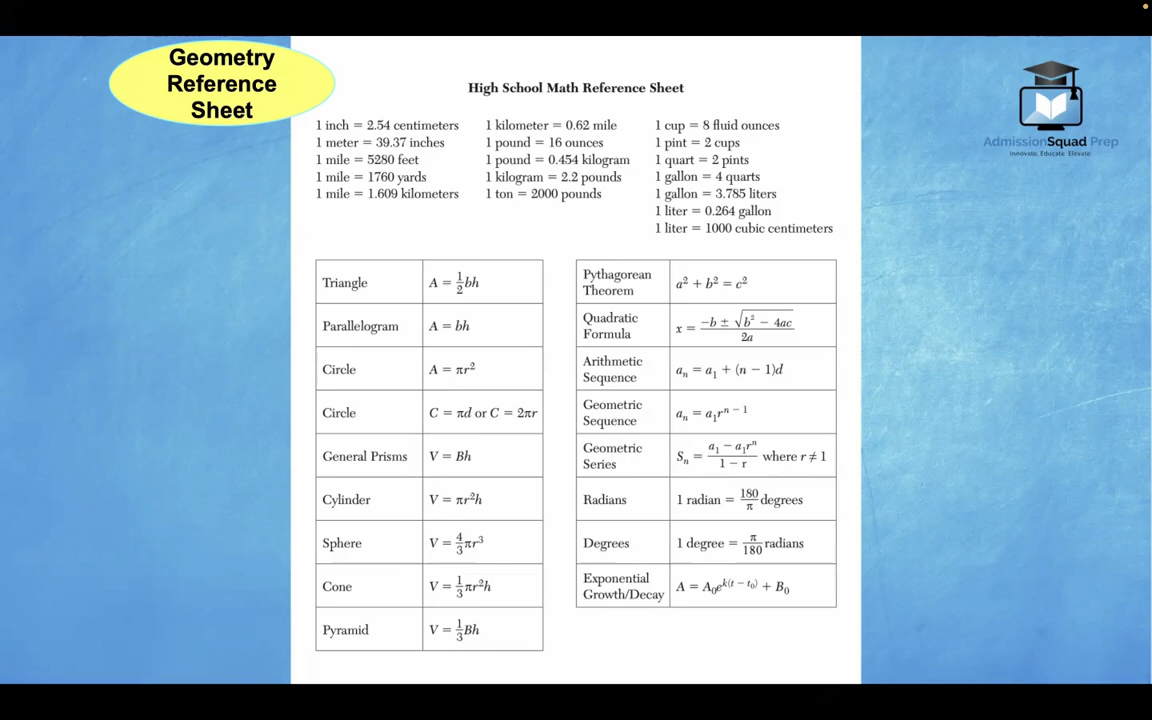 Geometry
Reference
Sheet
High School Math Reference Sheet
AdmissionSquad Prep
Innovate, Educate, Elevate.
1 inch = 2.54 centimeters
1 meter = 39.37 inches
1 mile = 5280 feet
1 mile = 1760 yards
1 mile = 1.609 kilometers
1 kilometer = 0.62 mile
1 pound = 16 ounces
1 pound = 0.454 kilogram
1 kilogram = 2.2 pounds
1 ton = 2000 pounds
1 cup = 8 fluid ounces
1 pint = 2 cups
1 quart = 2 pints
1 gallon = 4 quarts
1 gallon = 3.785 liters
1 liter = 0.264 gallon
1 liter = 1000 cubic centimeters
Triangle A = 1/2 bh
Parallelogram A = bh
Circle A = πr²
Circle C = πd or C = 2πr
General Prisms V = Bh
Cylinder V = πr²h
Sphere V = 4/3 πr³
Cone V = 1/3 πr²h
Pyramid V = 1/3 Bh
Pythagorean
Theorem a² + b² = c²
Quadratic
Formula x = (−b ± √(b² − 4ac))/2a
Arithmetic
Sequence aₙ = a₁ + (n − 1)d
Geometric
Sequence aₙ = a₁rⁿ⁻¹
Geometric
Series Sₙ = (a₁ − a₁rⁿ)/(1 − r) where r ≠ 1
Radians 1 radian = 180/π degrees
Degrees 1 degree = π/180 radians
Exponential
Growth/Decay A = A₀e^k(t − t₀) + B₀